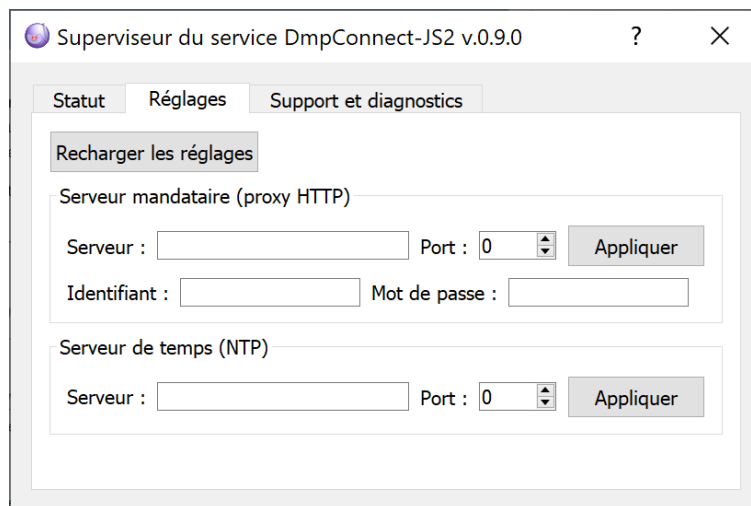 Superviseur du service DmpConnect-JS2 v.0.9.0 ?
Statut Réglages Support et diagnostics
Recharger les réglages
Serveur mandataire (proxy HTTP)
Serveur : Port : 0 Appliquer
Identifiant : Mot de passe :
Serveur de temps (NTP)
Serveur : Port : 0 Appliquer